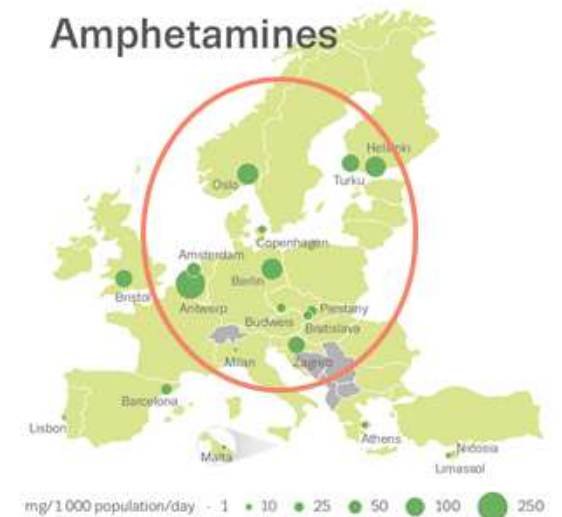 Amphetamines
Helsinki
Oslo
Turku
Copenhagen
Amsterdam
Berlin
Bristol
Antwerp
Budweis
Piestany
Bratislava
Milan
Zagreb
Barcelona
Lisbon
Athens
Malta
Nicosia
Limassol
mg/1 000 population/day · 1 10 25 50 100 250